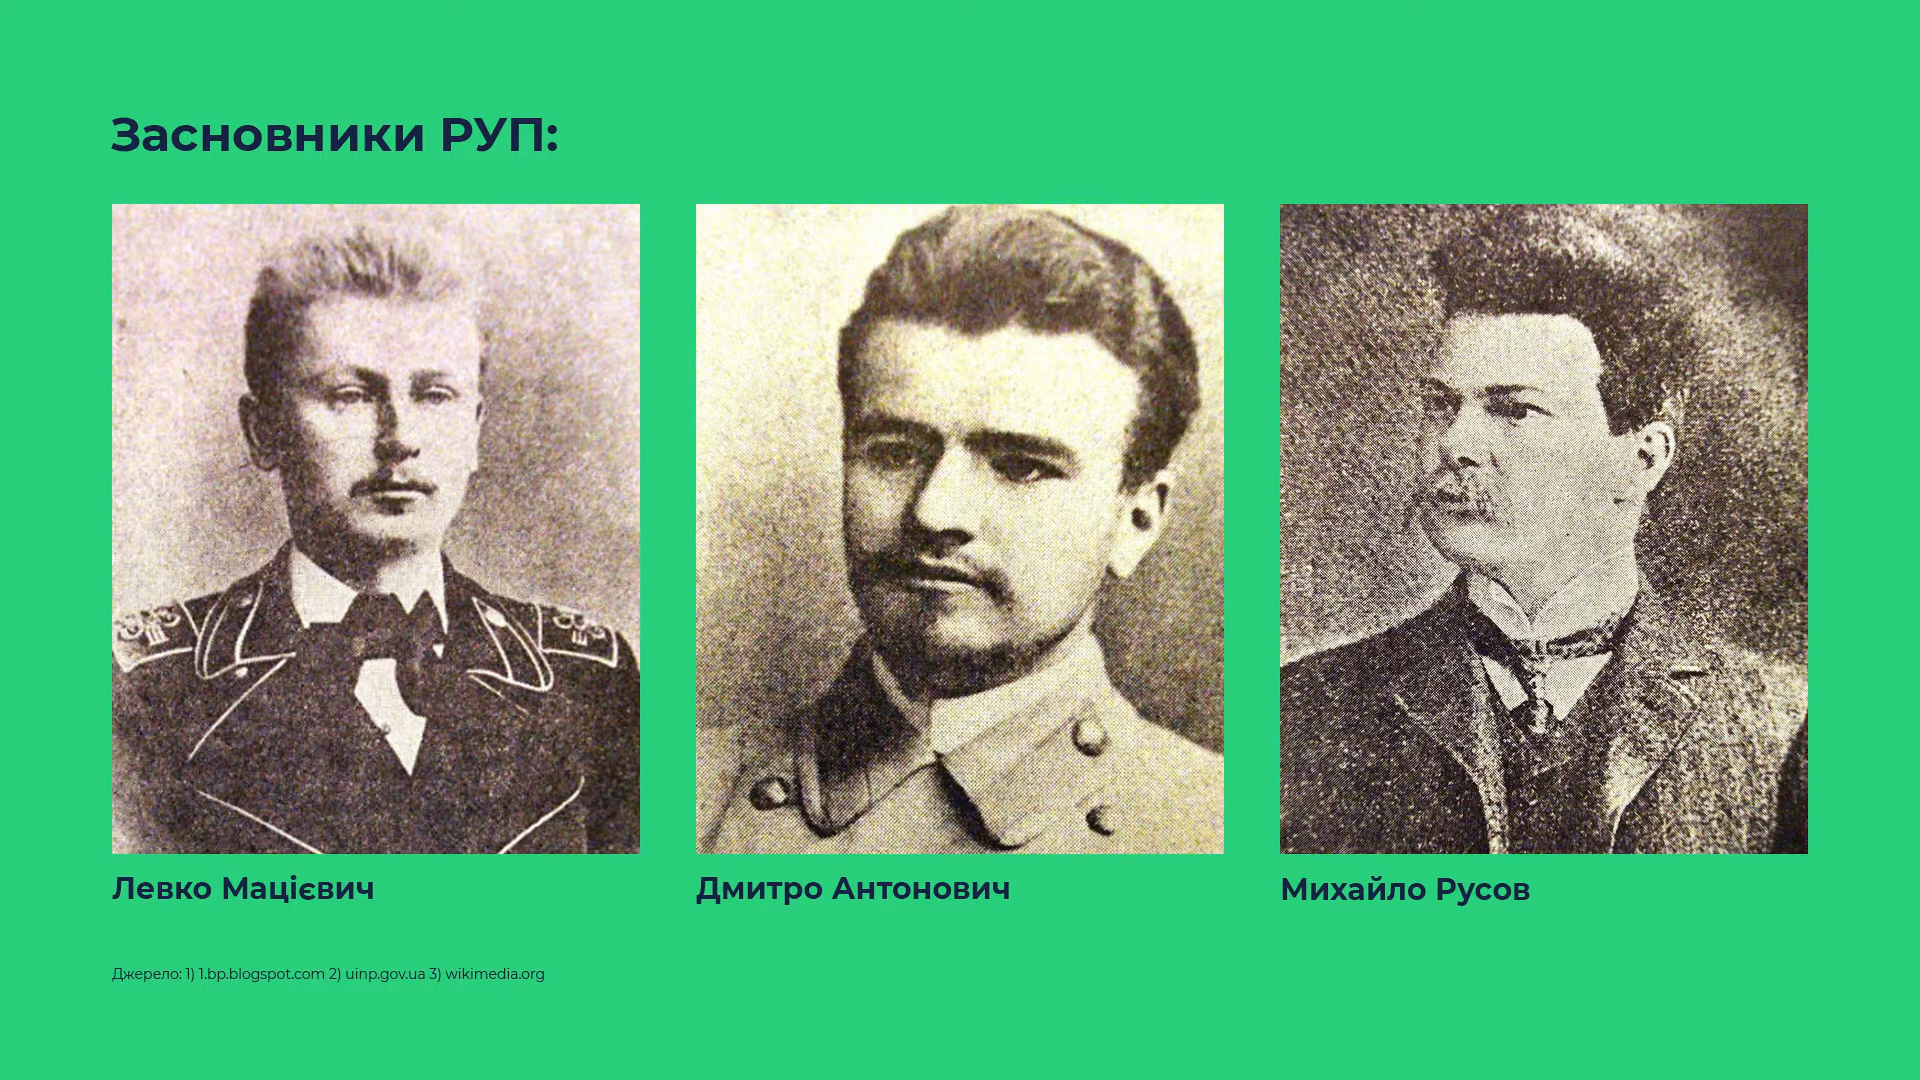 Засновники РУП:
Левко Мацієвич
Дмитро Антонович
Михайло Русов
Джерело: 1) 1.bp.blogspot.com 2) uinp.gov.ua 3) wikimedia.org